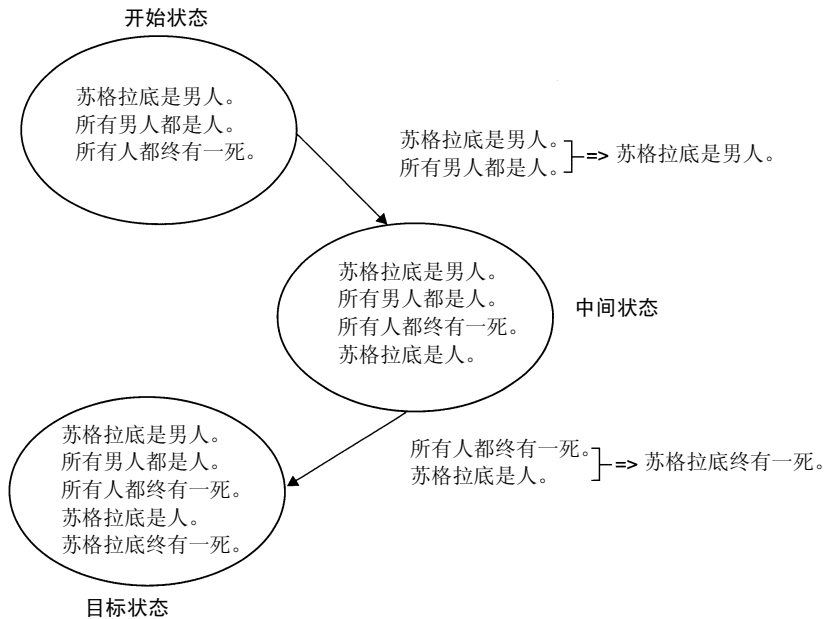 开始状态
苏格拉底是男人。
所有男人都是人。
所有人都终有一死。
苏格拉底是男人。
所有男人都是人。
=> 苏格拉底是男人。
苏格拉底是男人。
所有男人都是人。
所有人都终有一死。
苏格拉底是人。
中间状态
所有人都终有一死。
苏格拉底是人。
=> 苏格拉底终有一死。
苏格拉底是男人。
所有男人都是人。
所有人都终有一死。
苏格拉底是人。
苏格拉底终有一死。
目标状态